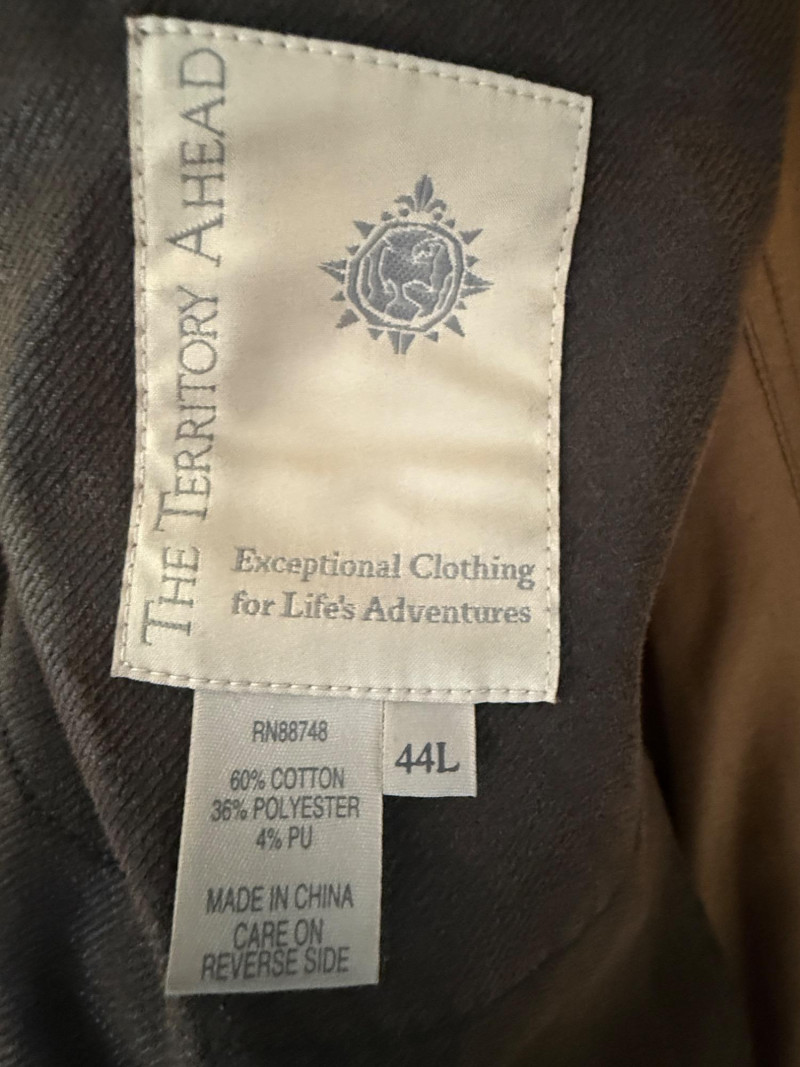 THE TERRITORY AHEAD
Exceptional Clothing
for Life's Adventures
RN88748
60% COTTON
36% POLYESTER
4% PU
MADE IN CHINA
CARE ON
REVERSE SIDE
44L